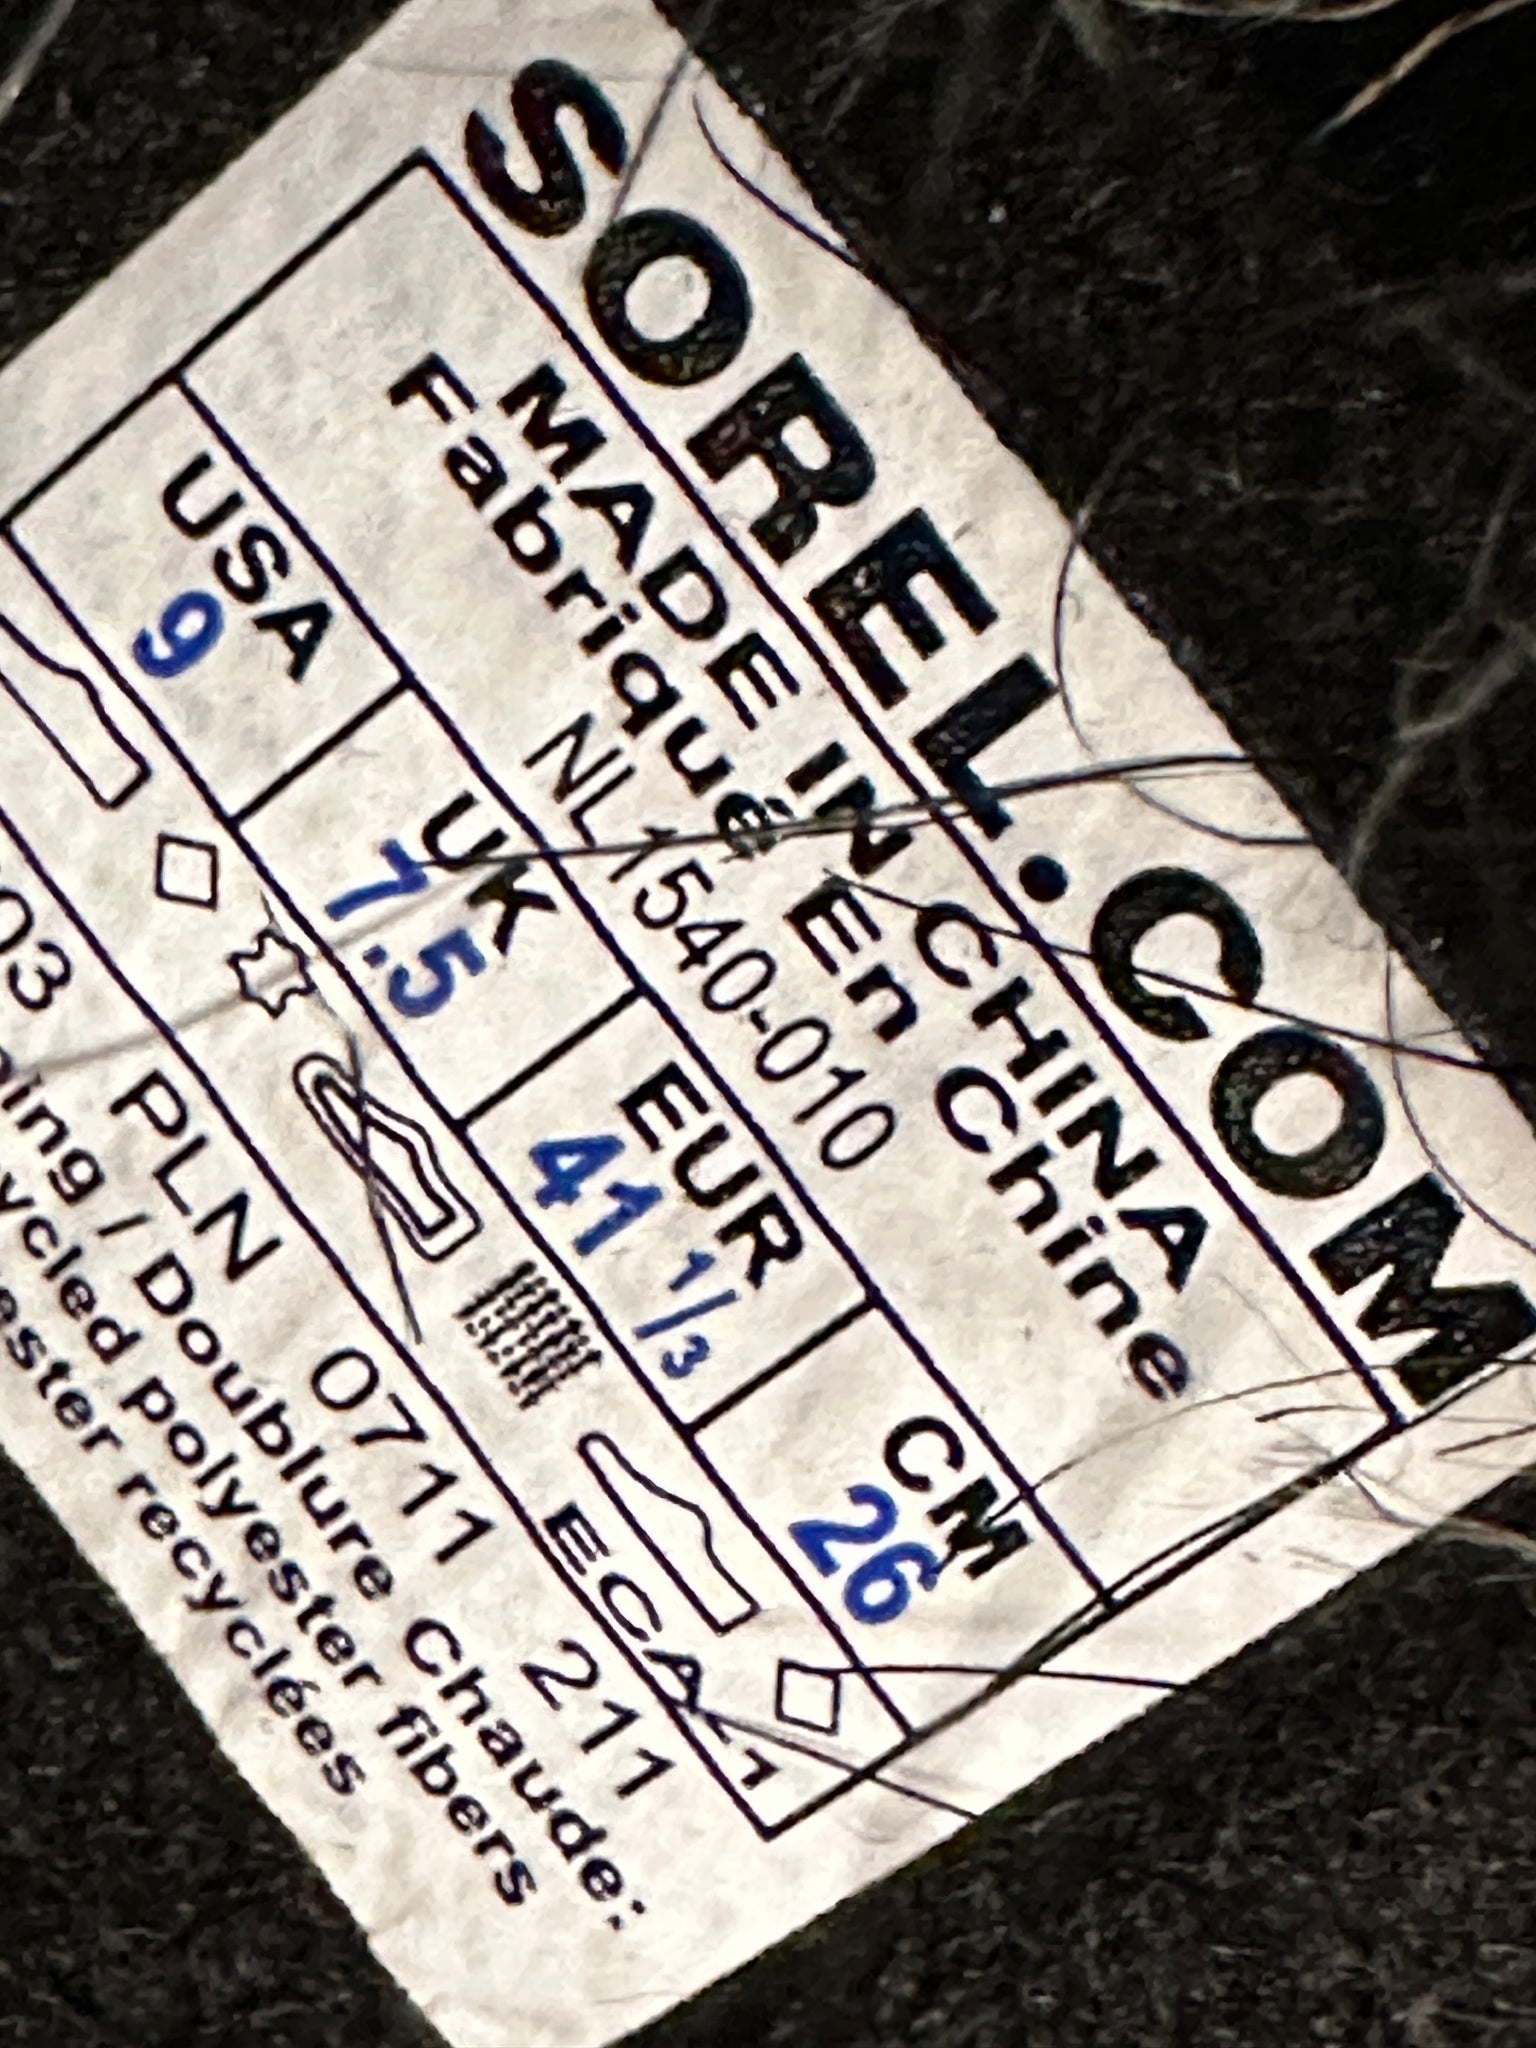 SOREL.COM
MADE IN CHINA
Fabriqué En Chine
NL1540-010
USA UK EUR CM
9 7.5 41 1/3 26
03 PLN 0711 211
/ Doublure Chaude:
polyester fibers
recyclées